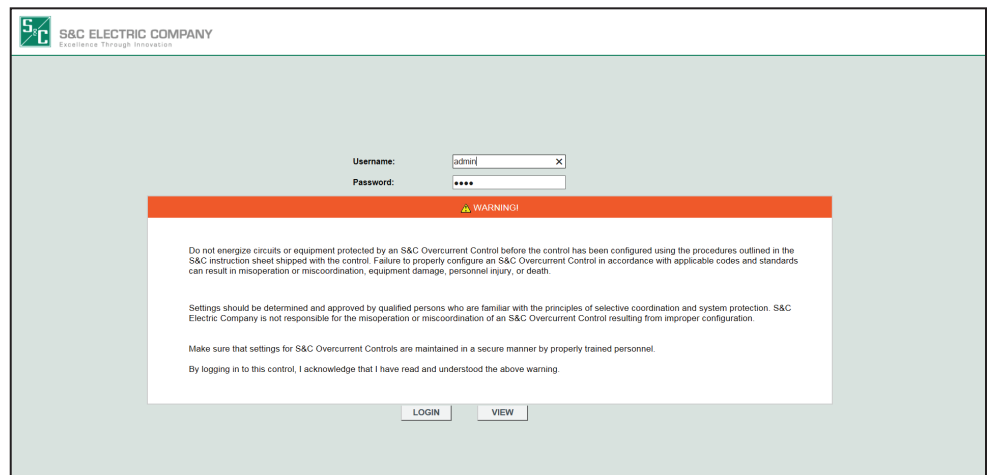 S&C
S&C ELECTRIC COMPANY
Excellence Through Innovation
Username: admin
Password: ••••
WARNING!
Do not energize circuits or equipment protected by an S&C Overcurrent Control before the control has been configured using the procedures outlined in the
S&C instruction sheet shipped with the control. Failure to properly configure an S&C Overcurrent Control in accordance with applicable codes and standards
can result in misoperation or miscoordination, equipment damage, personnel injury, or death.
Settings should be determined and approved by qualified persons who are familiar with the principles of selective coordination and system protection. S&C
Electric Company is not responsible for the misoperation or miscoordination of an S&C Overcurrent Control resulting from improper configuration.
Make sure that settings for S&C Overcurrent Controls are maintained in a secure manner by properly trained personnel.
By logging in to this control, I acknowledge that I have read and understood the above warning.
LOGIN VIEW